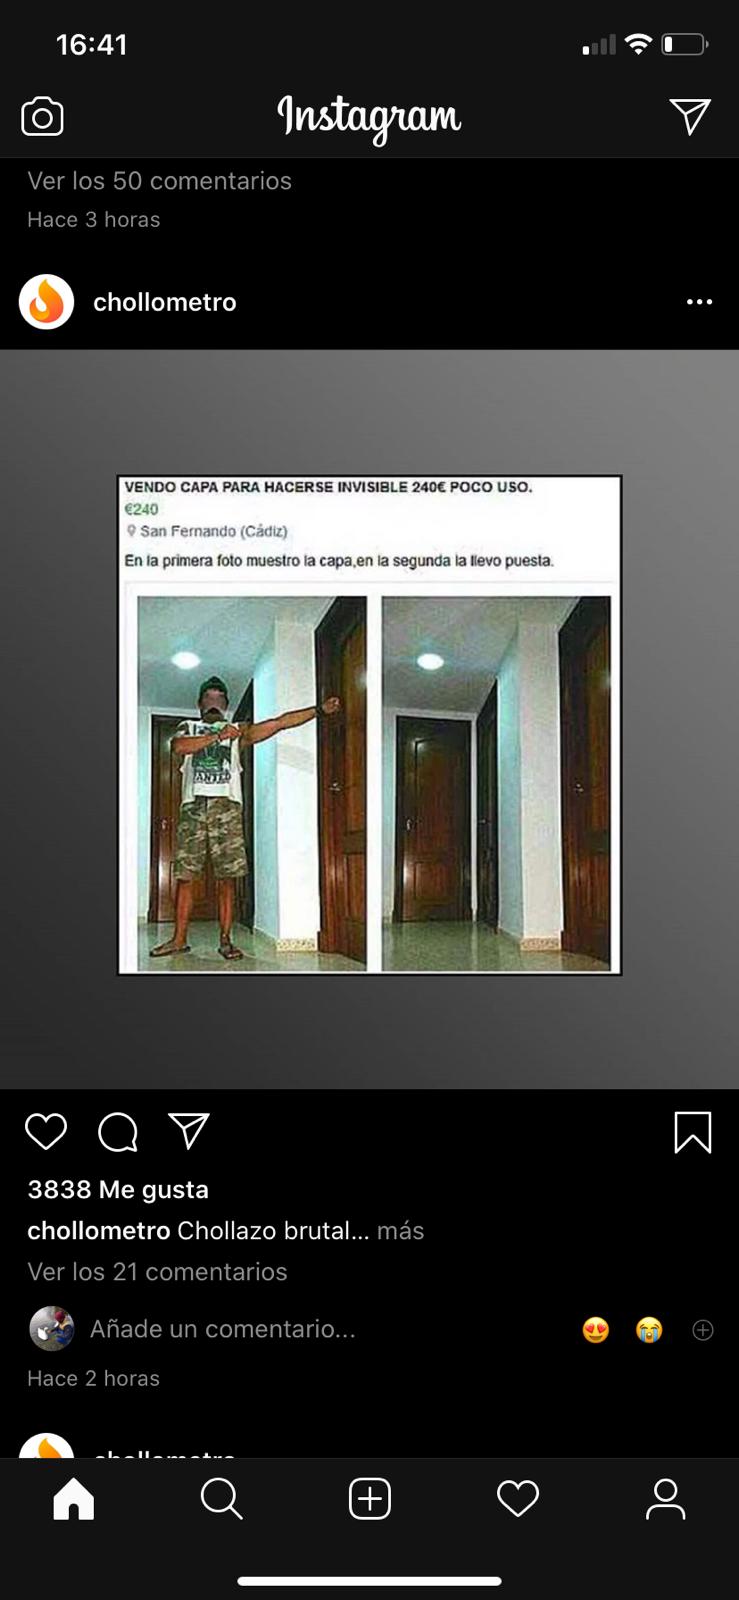 16:41
Instagram
Ver los 50 comentarios
Hace 3 horas
chollometro
VENDO CAPA PARA HACERSE INVISIBLE 240€ POCO USO.
€240
San Fernando (Cádiz)
En la primera foto muestro la capa,en la segunda la llevo puesta.
WANTED
3838 Me gusta
chollometro Chollazo brutal... más
Ver los 21 comentarios
Añade un comentario...
Hace 2 horas
chollometro